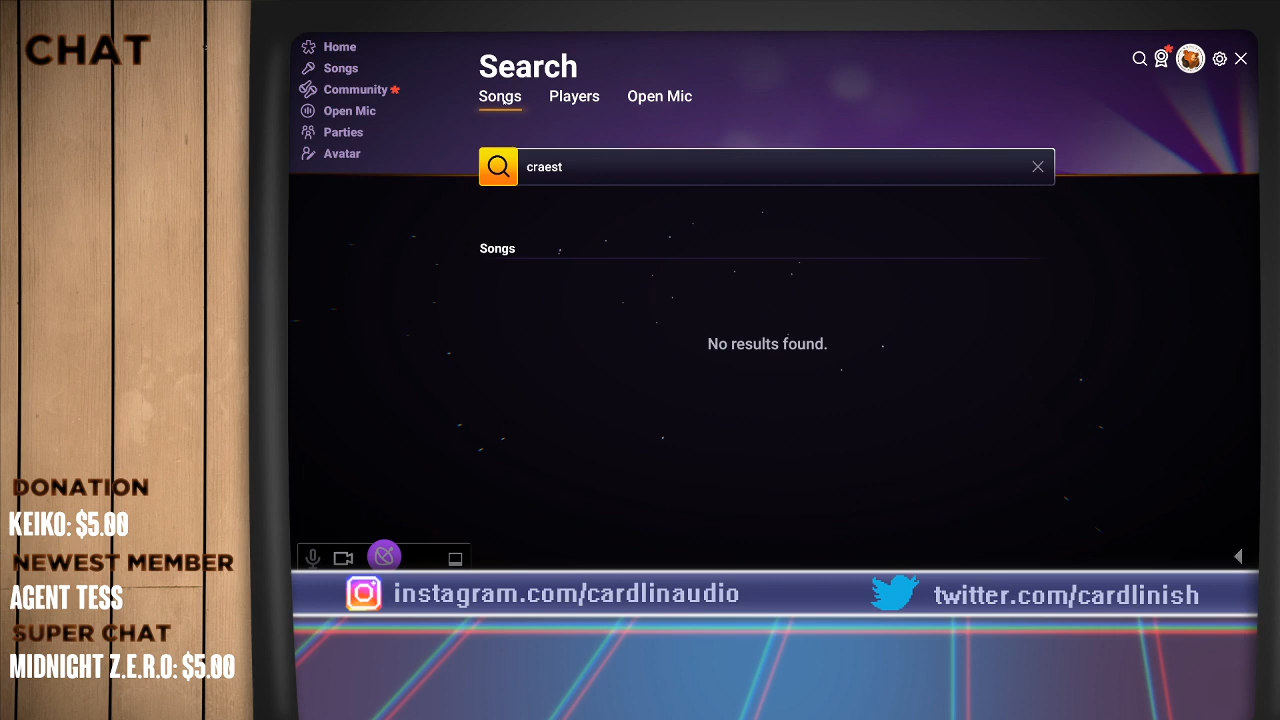 CHAT
DONATION
KEIKO: $5.00
NEWEST MEMBER
AGENT TESS
SUPER CHAT
MIDNIGHT Z.E.R.O: $5.00
Home
Songs
Community
Open Mic
Parties
Avatar
Search
Songs Players Open Mic
craest
Songs
No results found.
instagram.com/cardlinaudio twitter.com/cardlinish